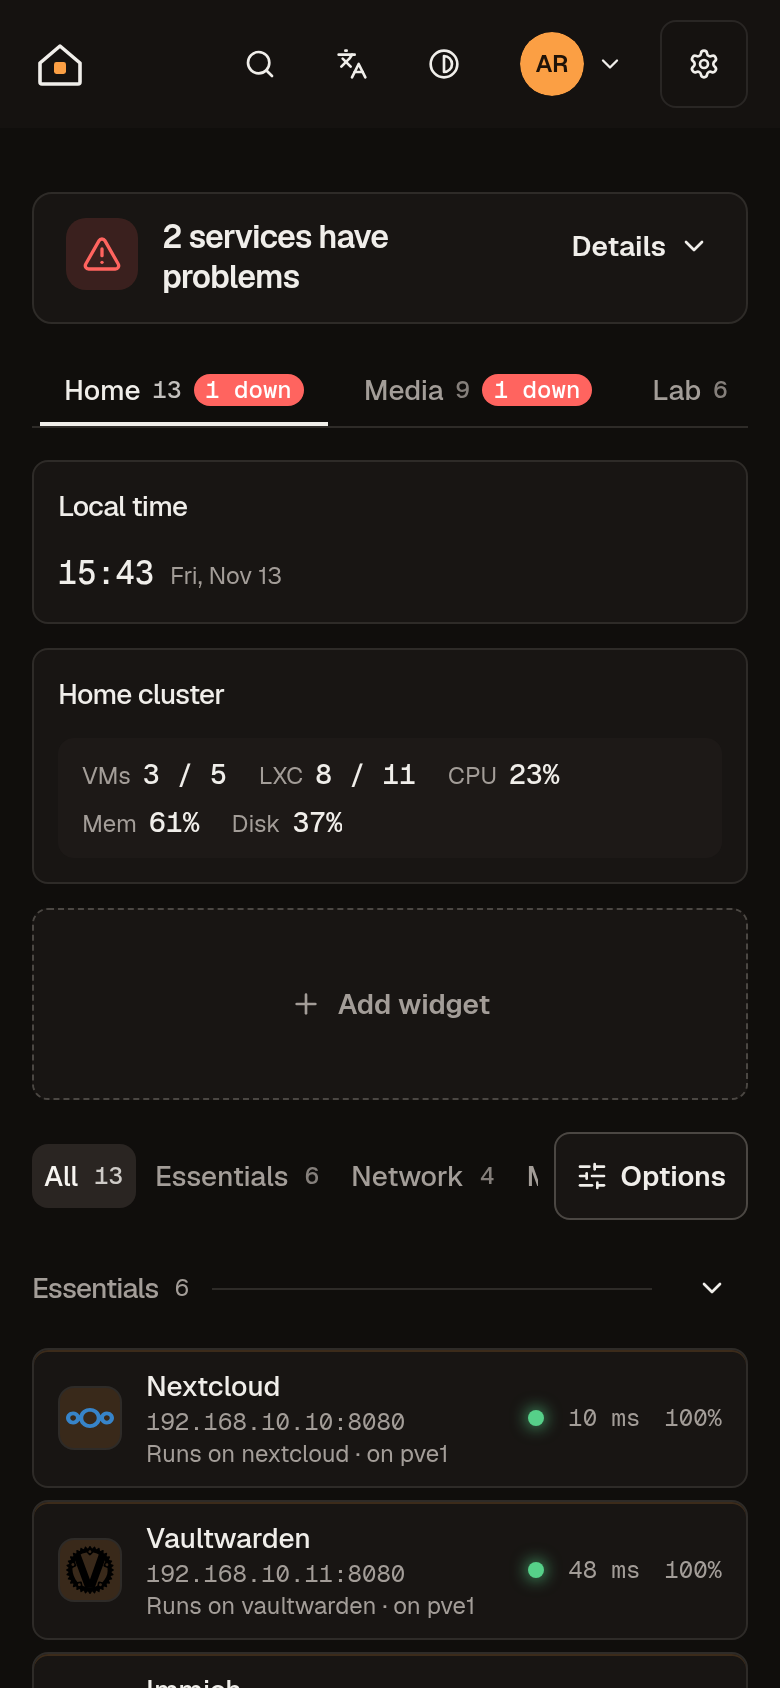 AR
2 services have
problems
Details
Home 13 1 down Media 9 1 down Lab 6
Local time
15:43 Fri, Nov 13
Home cluster
VMs 3 / 5 LXC 8 / 11 CPU 23%
Mem 61% Disk 37%
Add widget
All 13 Essentials 6 Network 4
Options
Essentials 6
Nextcloud
192.168.10.10:8080
Runs on nextcloud · on pve1
10 ms 100%
Vaultwarden
192.168.10.11:8080
Runs on vaultwarden · on pve1
48 ms 100%